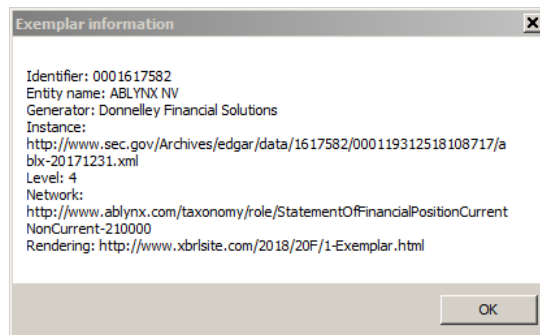 Exemplar information
Identifier: 0001617582
Entity name: ABLYNX NV
Generator: Donnelley Financial Solutions
Instance:
http://www.sec.gov/Archives/edgar/data/1617582/000119312518108717/a
blx-20171231.xml
Level: 4
Network:
http://www.ablynx.com/taxonomy/role/StatementOfFinancialPositionCurrent
NonCurrent-210000
Rendering: http://www.xbrlsite.com/2018/20F/1-Exemplar.html
OK